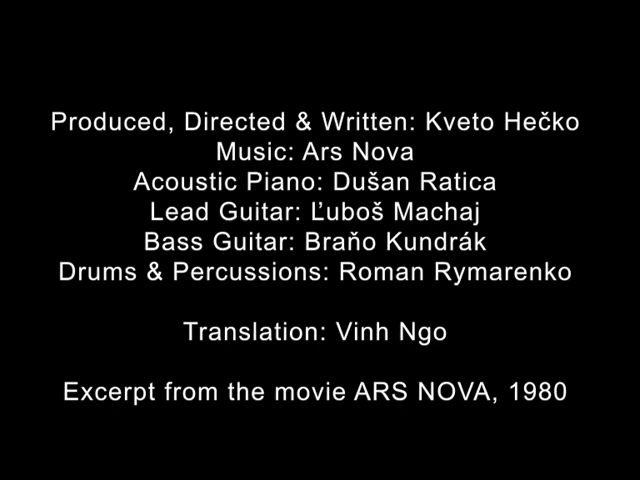 Produced, Directed & Written: Kveto Hečko
Music: Ars Nova
Acoustic Piano: Dušan Ratica
Lead Guitar: Ľuboš Machaj
Bass Guitar: Braňo Kundrák
Drums & Percussions: Roman Rymarenko
Translation: Vinh Ngo
Excerpt from the movie ARS NOVA, 1980